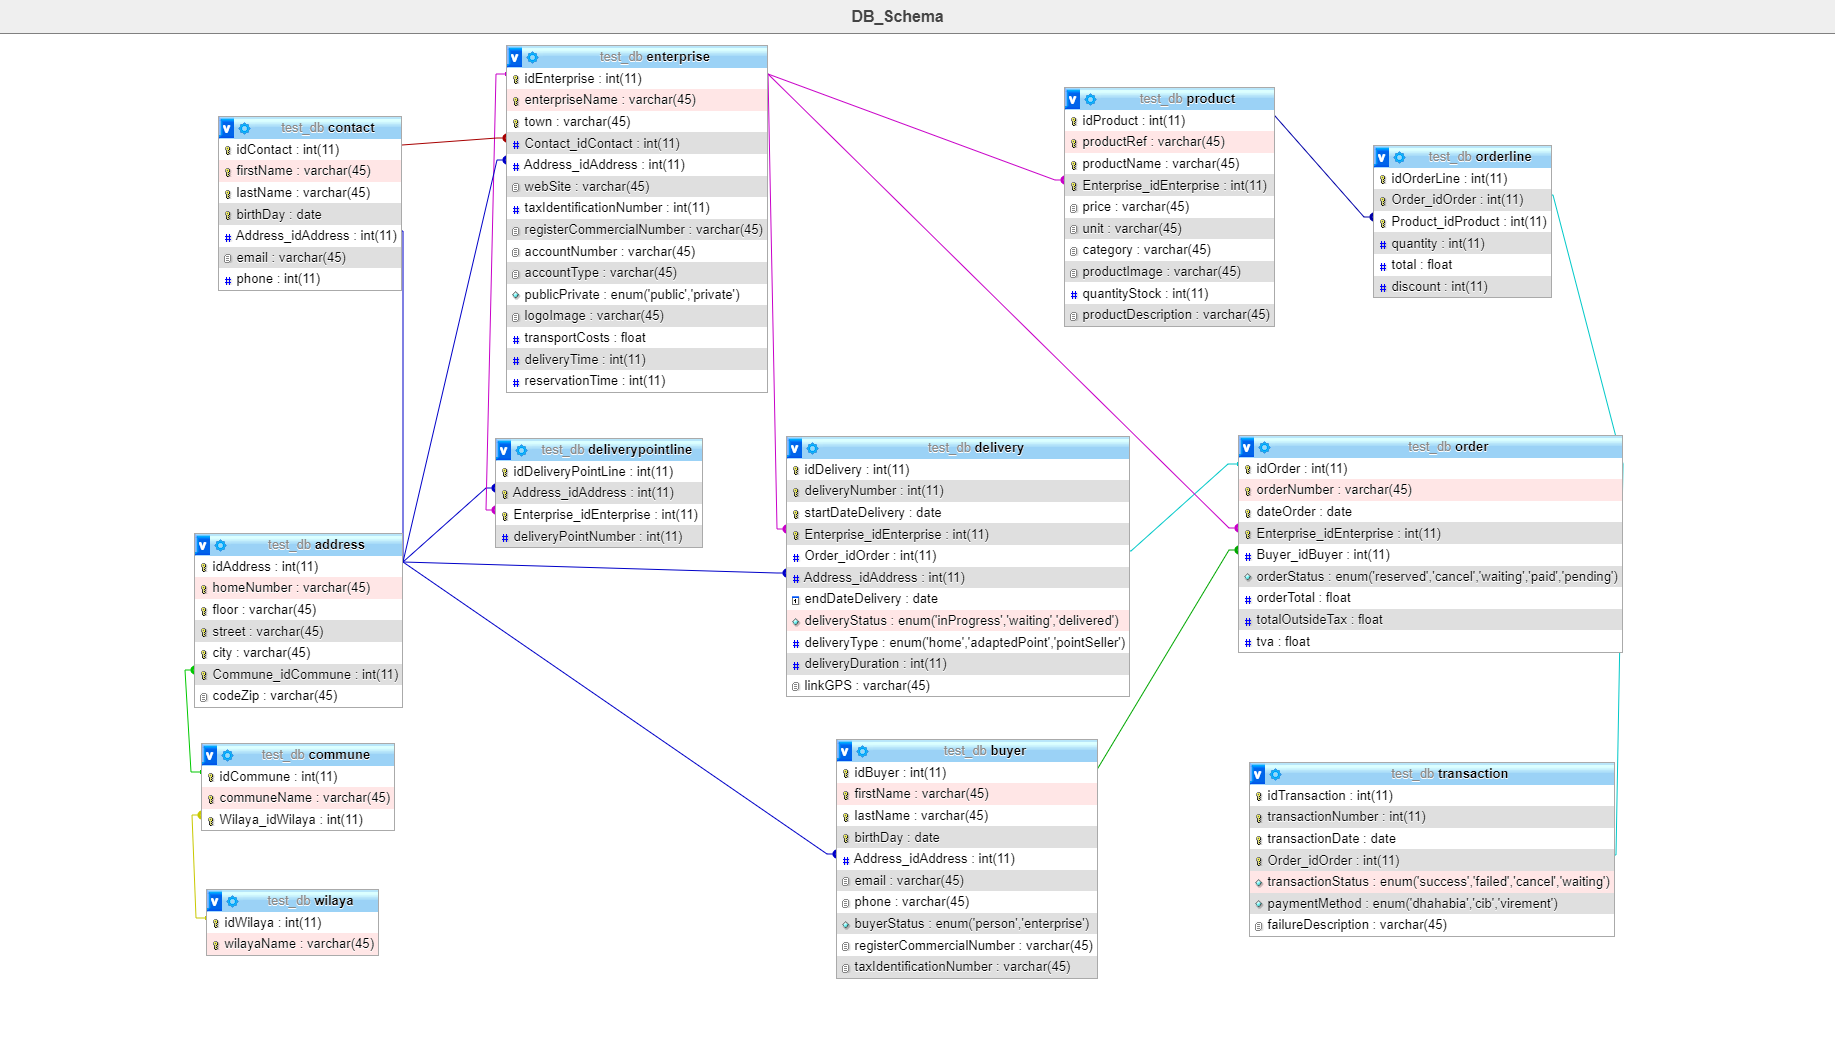 DB_Schema
test_db enterprise
idEnterprise : int(11)
enterpriseName : varchar(45)
town : varchar(45)
Contact_idContact : int(11)
Address_idAddress : int(11)
webSite : varchar(45)
taxIdentificationNumber : int(11)
registerCommercialNumber : varchar(45)
accountNumber : varchar(45)
accountType : varchar(45)
publicPrivate : enum('public','private')
logoImage : varchar(45)
transportCosts : float
deliveryTime : int(11)
reservationTime : int(11)
test_db product
idProduct : int(11)
productRef : varchar(45)
productName : varchar(45)
Enterprise_idEnterprise : int(11)
price : varchar(45)
unit : varchar(45)
category : varchar(45)
productImage : varchar(45)
quantityStock : int(11)
productDescription : varchar(45)
test_db contact
idContact : int(11)
firstName : varchar(45)
lastName : varchar(45)
birthDay : date
Address_idAddress : int(11)
email : varchar(45)
phone : int(11)
test_db orderline
idOrderLine : int(11)
Order_idOrder : int(11)
Product_idProduct : int(11)
quantity : int(11)
total : float
discount : int(11)
test_db deliverypointline
idDeliveryPointLine : int(11)
Address_idAddress : int(11)
Enterprise_idEnterprise : int(11)
deliveryPointNumber : int(11)
test_db delivery
idDelivery : int(11)
deliveryNumber : int(11)
startDateDelivery : date
Enterprise_idEnterprise : int(11)
Order_idOrder : int(11)
Address_idAddress : int(11)
endDateDelivery : date
deliveryStatus : enum('inProgress','waiting','delivered')
deliveryType : enum('home','adaptedPoint','pointSeller')
deliveryDuration : int(11)
linkGPS : varchar(45)
test_db order
idOrder : int(11)
orderNumber : varchar(45)
dateOrder : date
Enterprise_idEnterprise : int(11)
Buyer_idBuyer : int(11)
orderStatus : enum('reserved','cancel','waiting','paid','pending')
orderTotal : float
totalOutsideTax : float
tva : float
test_db address
idAddress : int(11)
homeNumber : varchar(45)
floor : varchar(45)
street : varchar(45)
city : varchar(45)
Commune_idCommune : int(11)
codeZip : varchar(45)
test_db commune
idCommune : int(11)
communeName : varchar(45)
Wilaya_idWilaya : int(11)
test_db buyer
idBuyer : int(11)
firstName : varchar(45)
lastName : varchar(45)
birthDay : date
Address_idAddress : int(11)
email : varchar(45)
phone : varchar(45)
buyerStatus : enum('person','enterprise')
registerCommercialNumber : varchar(45)
taxIdentificationNumber : varchar(45)
test_db transaction
idTransaction : int(11)
transactionNumber : int(11)
transactionDate : date
Order_idOrder : int(11)
transactionStatus : enum('success','failed','cancel','waiting')
paymentMethod : enum('dhahabia','cib','virement')
failureDescription : varchar(45)
test_db wilaya
idWilaya : int(11)
wilayaName : varchar(45)